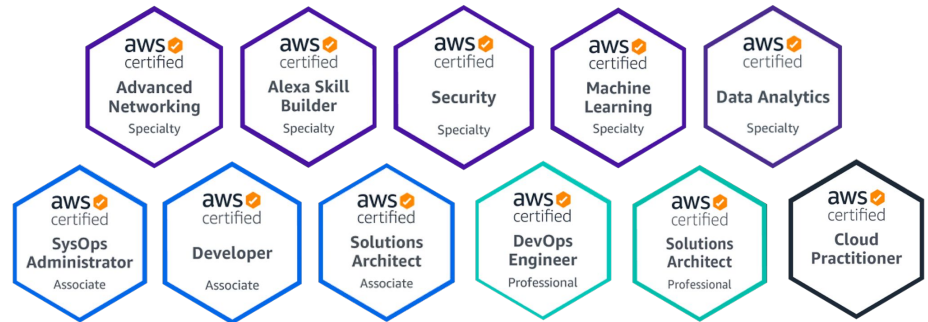 aws
certified
Advanced
Networking
Specialty
aws
certified
Alexa Skill
Builder
Specialty
aws
certified
Security
Specialty
aws
certified
Machine
Learning
Specialty
aws
certified
Data Analytics
Specialty
aws
certified
SysOps
Administrator
Associate
aws
certified
Developer
Associate
aws
certified
Solutions
Architect
Associate
aws
certified
DevOps
Engineer
Professional
aws
certified
Solutions
Architect
Professional
aws
certified
Cloud
Practitioner